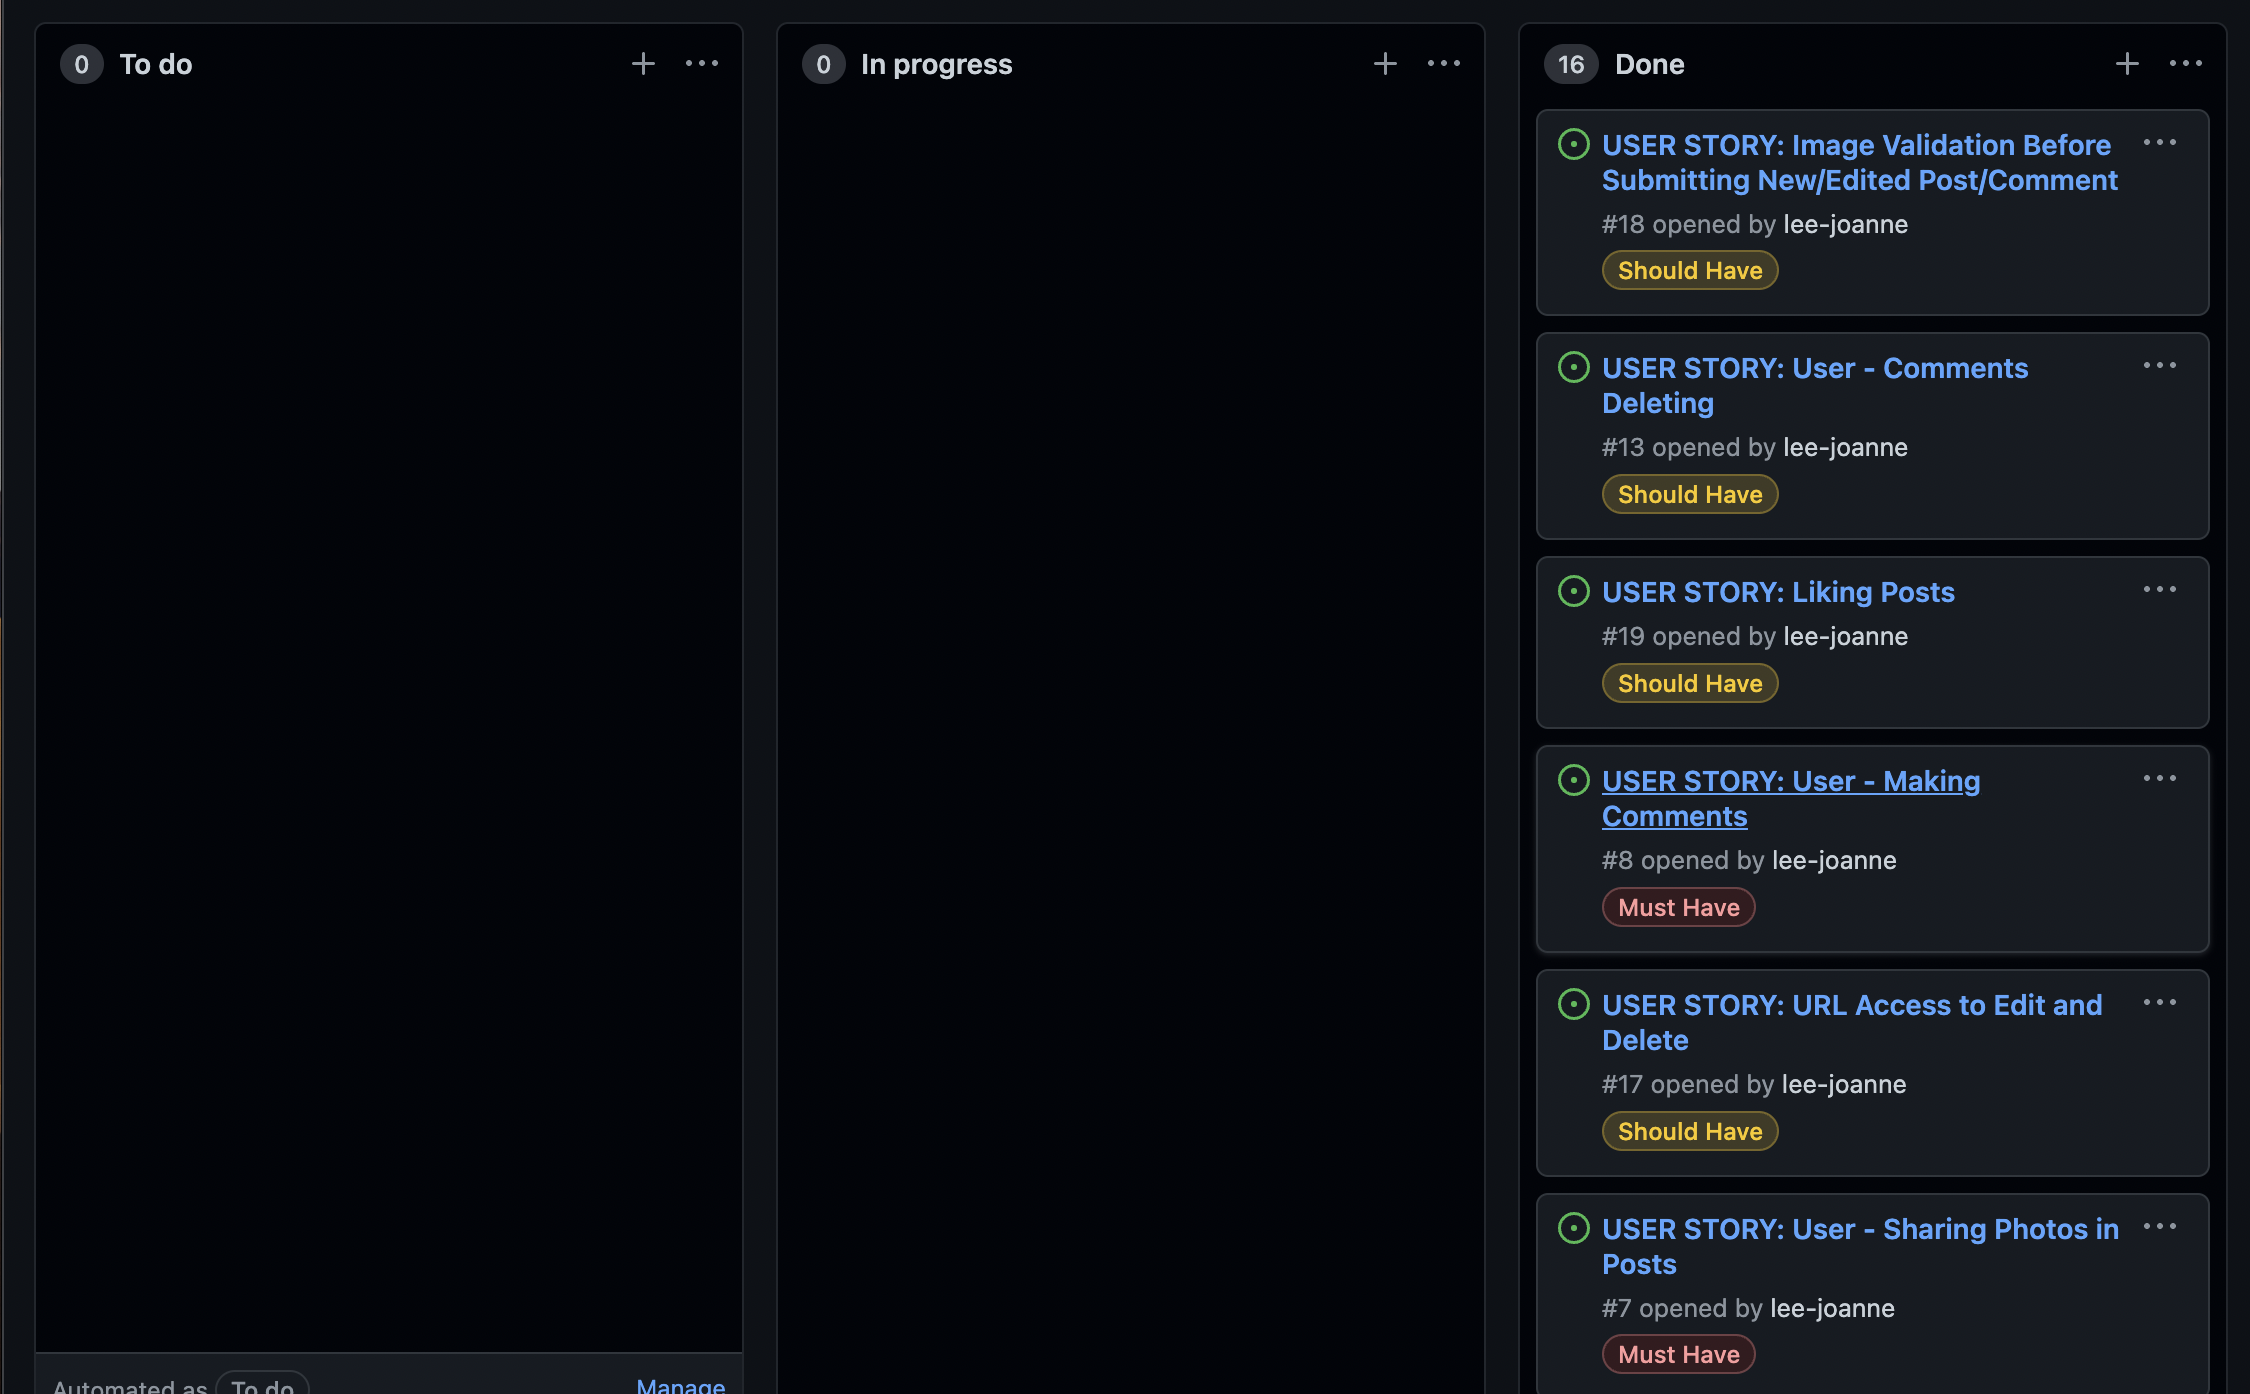 0 To do
0 In progress
16 Done
USER STORY: Image Validation Before
Submitting New/Edited Post/Comment
#18 opened by lee-joanne
Should Have
USER STORY: User - Comments
Deleting
#13 opened by lee-joanne
Should Have
USER STORY: Liking Posts
#19 opened by lee-joanne
Should Have
USER STORY: User - Making
Comments
#8 opened by lee-joanne
Must Have
USER STORY: URL Access to Edit and
Delete
#17 opened by lee-joanne
Should Have
USER STORY: User - Sharing Photos in
Posts
#7 opened by lee-joanne
Must Have
Automated as To do Manage